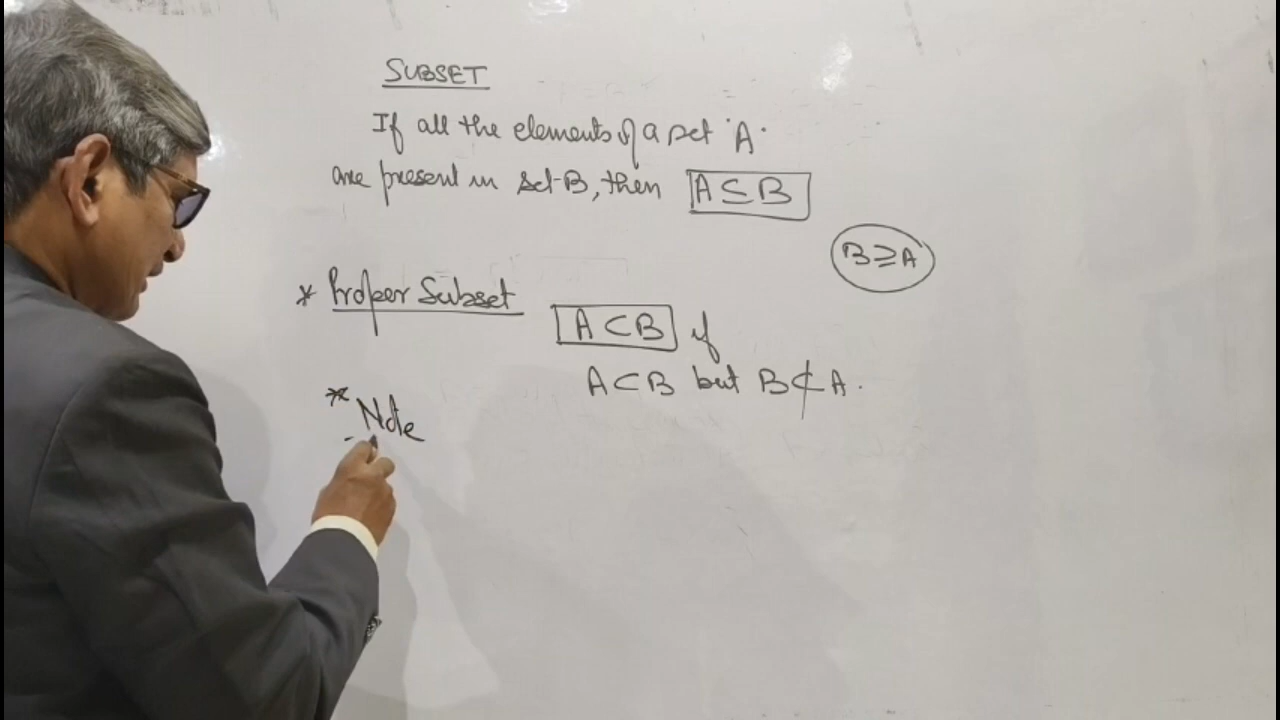 SUBSET
If all the elements of a set 'A'
are present in set B, then A ⊆ B
B ⊇ A
* Proper Subset
A ⊂ B if
A ⊂ B but B ⊄ A.
* Note